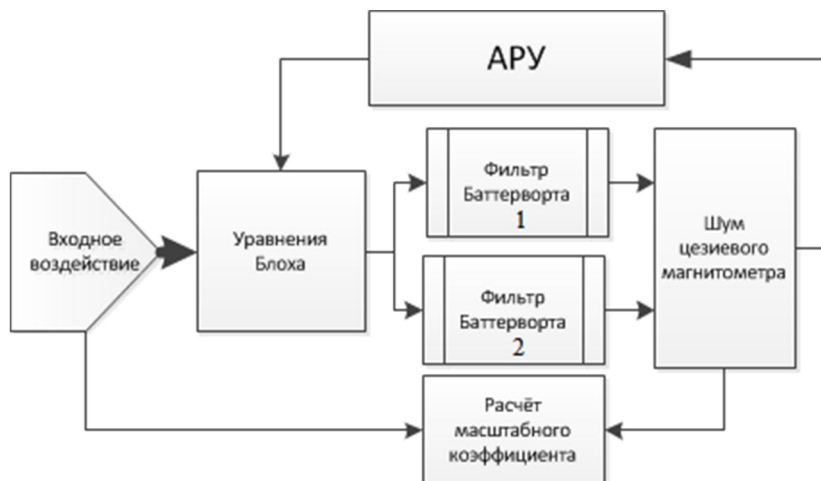 АРУ
Входное
воздействие
Уравнения
Блоха
Фильтр
Баттерворта
1
Фильтр
Баттерворта
2
Шум
цезиевого
магнитометра
Расчёт
масштабного
коэффициента